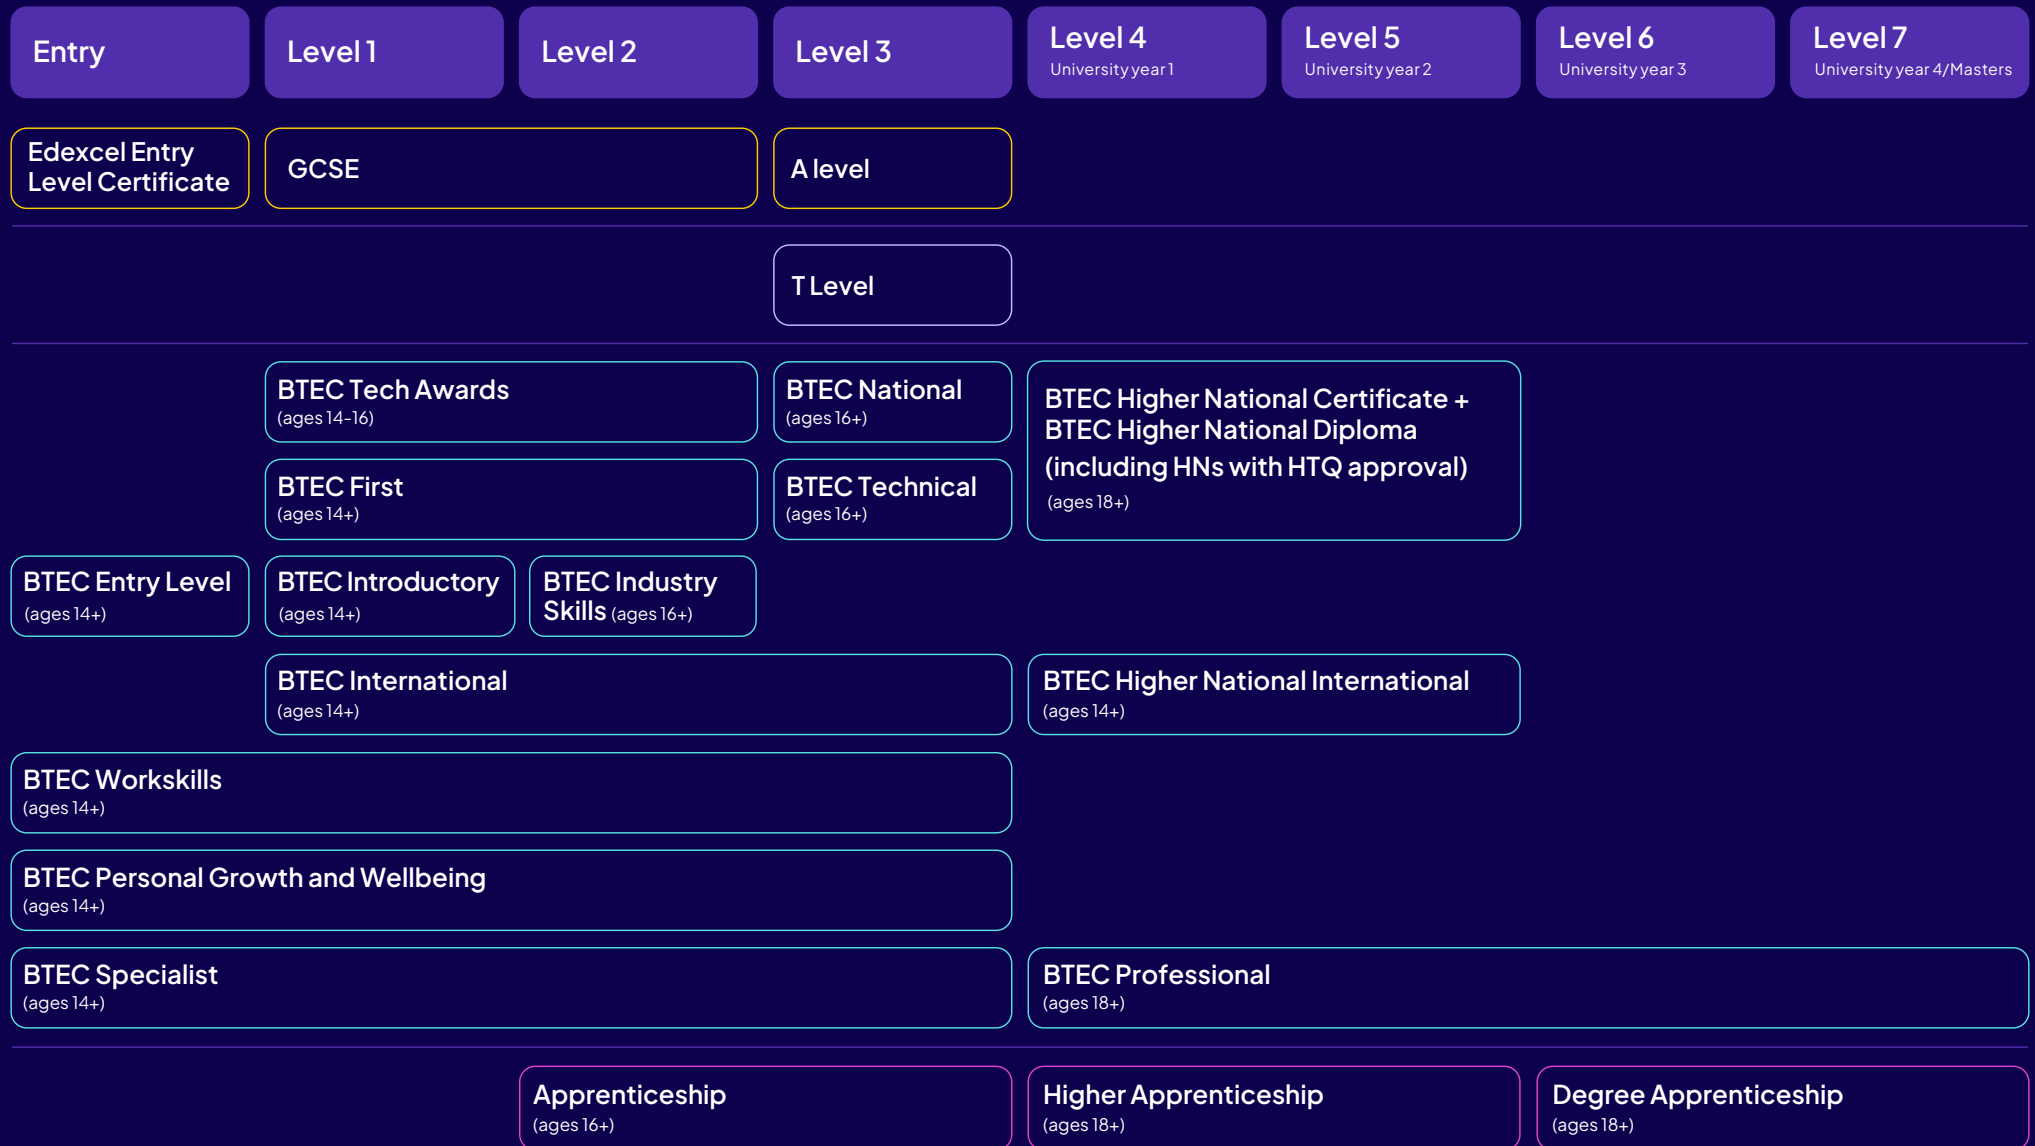 Entry
Level 1
Level 2
Level 3
Level 4
University year 1
Level 5
University year 2
Level 6
University year 3
Level 7
University year 4/Masters
Edexcel Entry
Level Certificate
GCSE
A level
T Level
BTEC Tech Awards
(ages 14-16)
BTEC National
(ages 16+)
BTEC Higher National Certificate +
BTEC Higher National Diploma
(including HNs with HTQ approval)
(ages 18+)
BTEC First
(ages 14+)
BTEC Technical
(ages 16+)
BTEC Entry Level
(ages 14+)
BTEC Introductory
(ages 14+)
BTEC Industry
Skills (ages 16+)
BTEC International
(ages 14+)
BTEC Higher National International
(ages 14+)
BTEC Workskills
(ages 14+)
BTEC Personal Growth and Wellbeing
(ages 14+)
BTEC Specialist
(ages 14+)
BTEC Professional
(ages 18+)
Apprenticeship
(ages 16+)
Higher Apprenticeship
(ages 18+)
Degree Apprenticeship
(ages 18+)